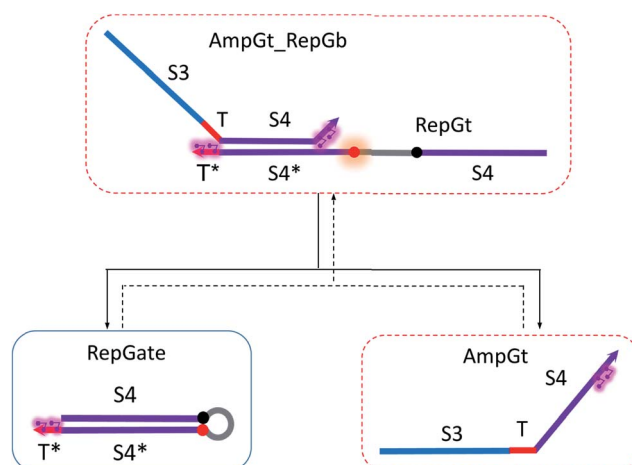 AmpGt_RepGb
S3
T S4 RepGt
T* S4* S4
RepGate
S4
T* S4*
AmpGt
S4
S3 T